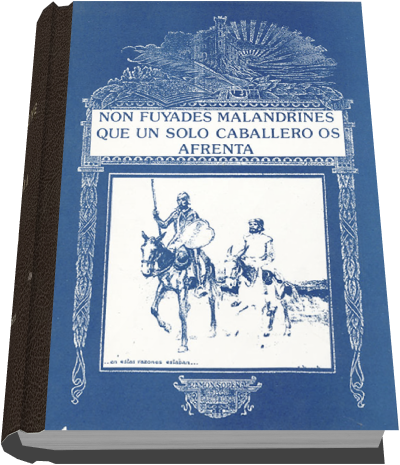 NON FUYADES MALANDRINES
QUE UN SOLO CABALLERO OS
AFRENTA
..en estas razones estaban...